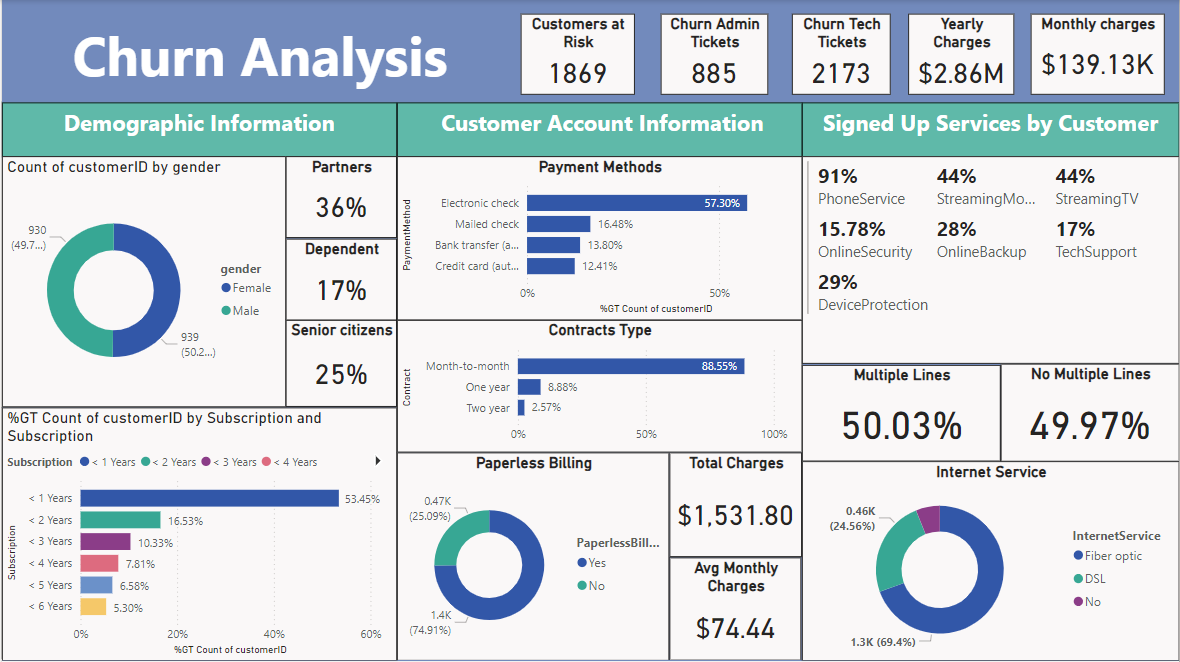 Churn Analysis
Customers at
Risk
1869
Churn Admin
Tickets
885
Churn Tech
Tickets
2173
Yearly
Charges
$2.86M
Monthly charges
$139.13K
Demographic Information
Customer Account Information
Signed Up Services by Customer
Count of customerID by gender
930
(49.7...)
939
(50.2...)
gender
Female
Male
Partners
36%
Dependent
17%
Senior citizens
25%
%GT Count of customerID by Subscription and
Subscription
Subscription < 1 Years < 2 Years < 3 Years < 4 Years
Subscription
< 1 Years 53.45%
< 2 Years 16.53%
< 3 Years 10.33%
< 4 Years 7.81%
< 5 Years 6.58%
< 6 Years 5.30%
0% 20% 40% 60%
%GT Count of customerID
Payment Methods
PaymentMethod
Electronic check 57.30%
Mailed check 16.48%
Bank transfer (a... 13.80%
Credit card (aut... 12.41%
0% 50%
%GT Count of customerID
Contracts Type
Contract
Month-to-month 88.55%
One year 8.88%
Two year 2.57%
0% 50% 100%
Paperless Billing
0.47K
(25.09%)
1.4K
(74.91%)
PaperlessBill...
Yes
No
Total Charges
$1,531.80
Avg Monthly
Charges
$74.44
91% 44% 44%
PhoneService StreamingMo... StreamingTV
15.78% 28% 17%
OnlineSecurity OnlineBackup TechSupport
29%
DeviceProtection
Multiple Lines
50.03%
No Multiple Lines
49.97%
Internet Service
0.46K
(24.56%)
1.3K (69.4%)
InternetService
Fiber optic
DSL
No